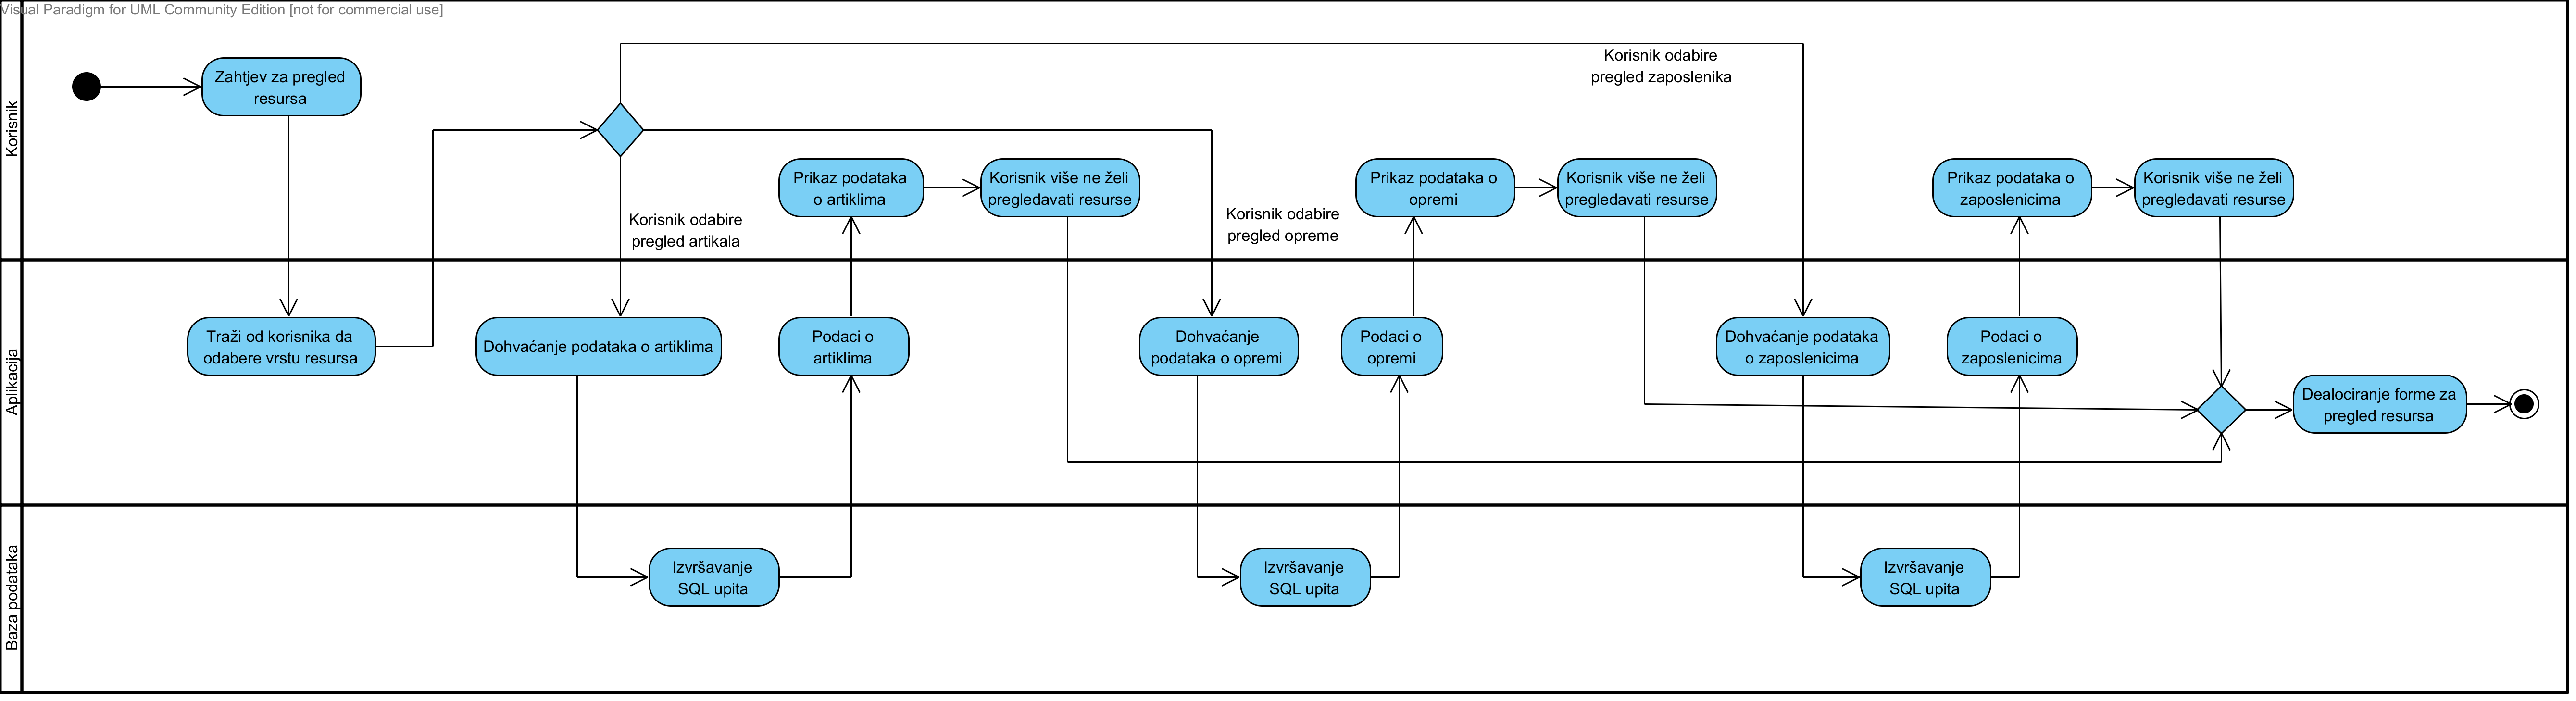 Visual Paradigm for UML Community Edition [not for commercial use]
Korisnik
Zahtjev za pregled
resursa
Korisnik odabire
pregled zaposlenika
Prikaz podataka
o artiklima
Korisnik više ne želi
pregledavati resurse
Prikaz podataka o
opremi
Korisnik više ne želi
pregledavati resurse
Prikaz podataka o
zaposlenicima
Korisnik više ne želi
pregledavati resurse
Korisnik odabire
pregled artikala
Korisnik odabire
pregled opreme
Aplikacija
Traži od korisnika da
odabere vrstu resursa
Dohvaćanje podataka o artiklima
Podaci o
artiklima
Dohvaćanje
podataka o opremi
Podaci o
opremi
Dohvaćanje podataka
o zaposlenicima
Podaci o
zaposlenicima
Dealociranje forme za
pregled resursa
Baza podataka
Izvršavanje
SQL upita
Izvršavanje
SQL upita
Izvršavanje
SQL upita